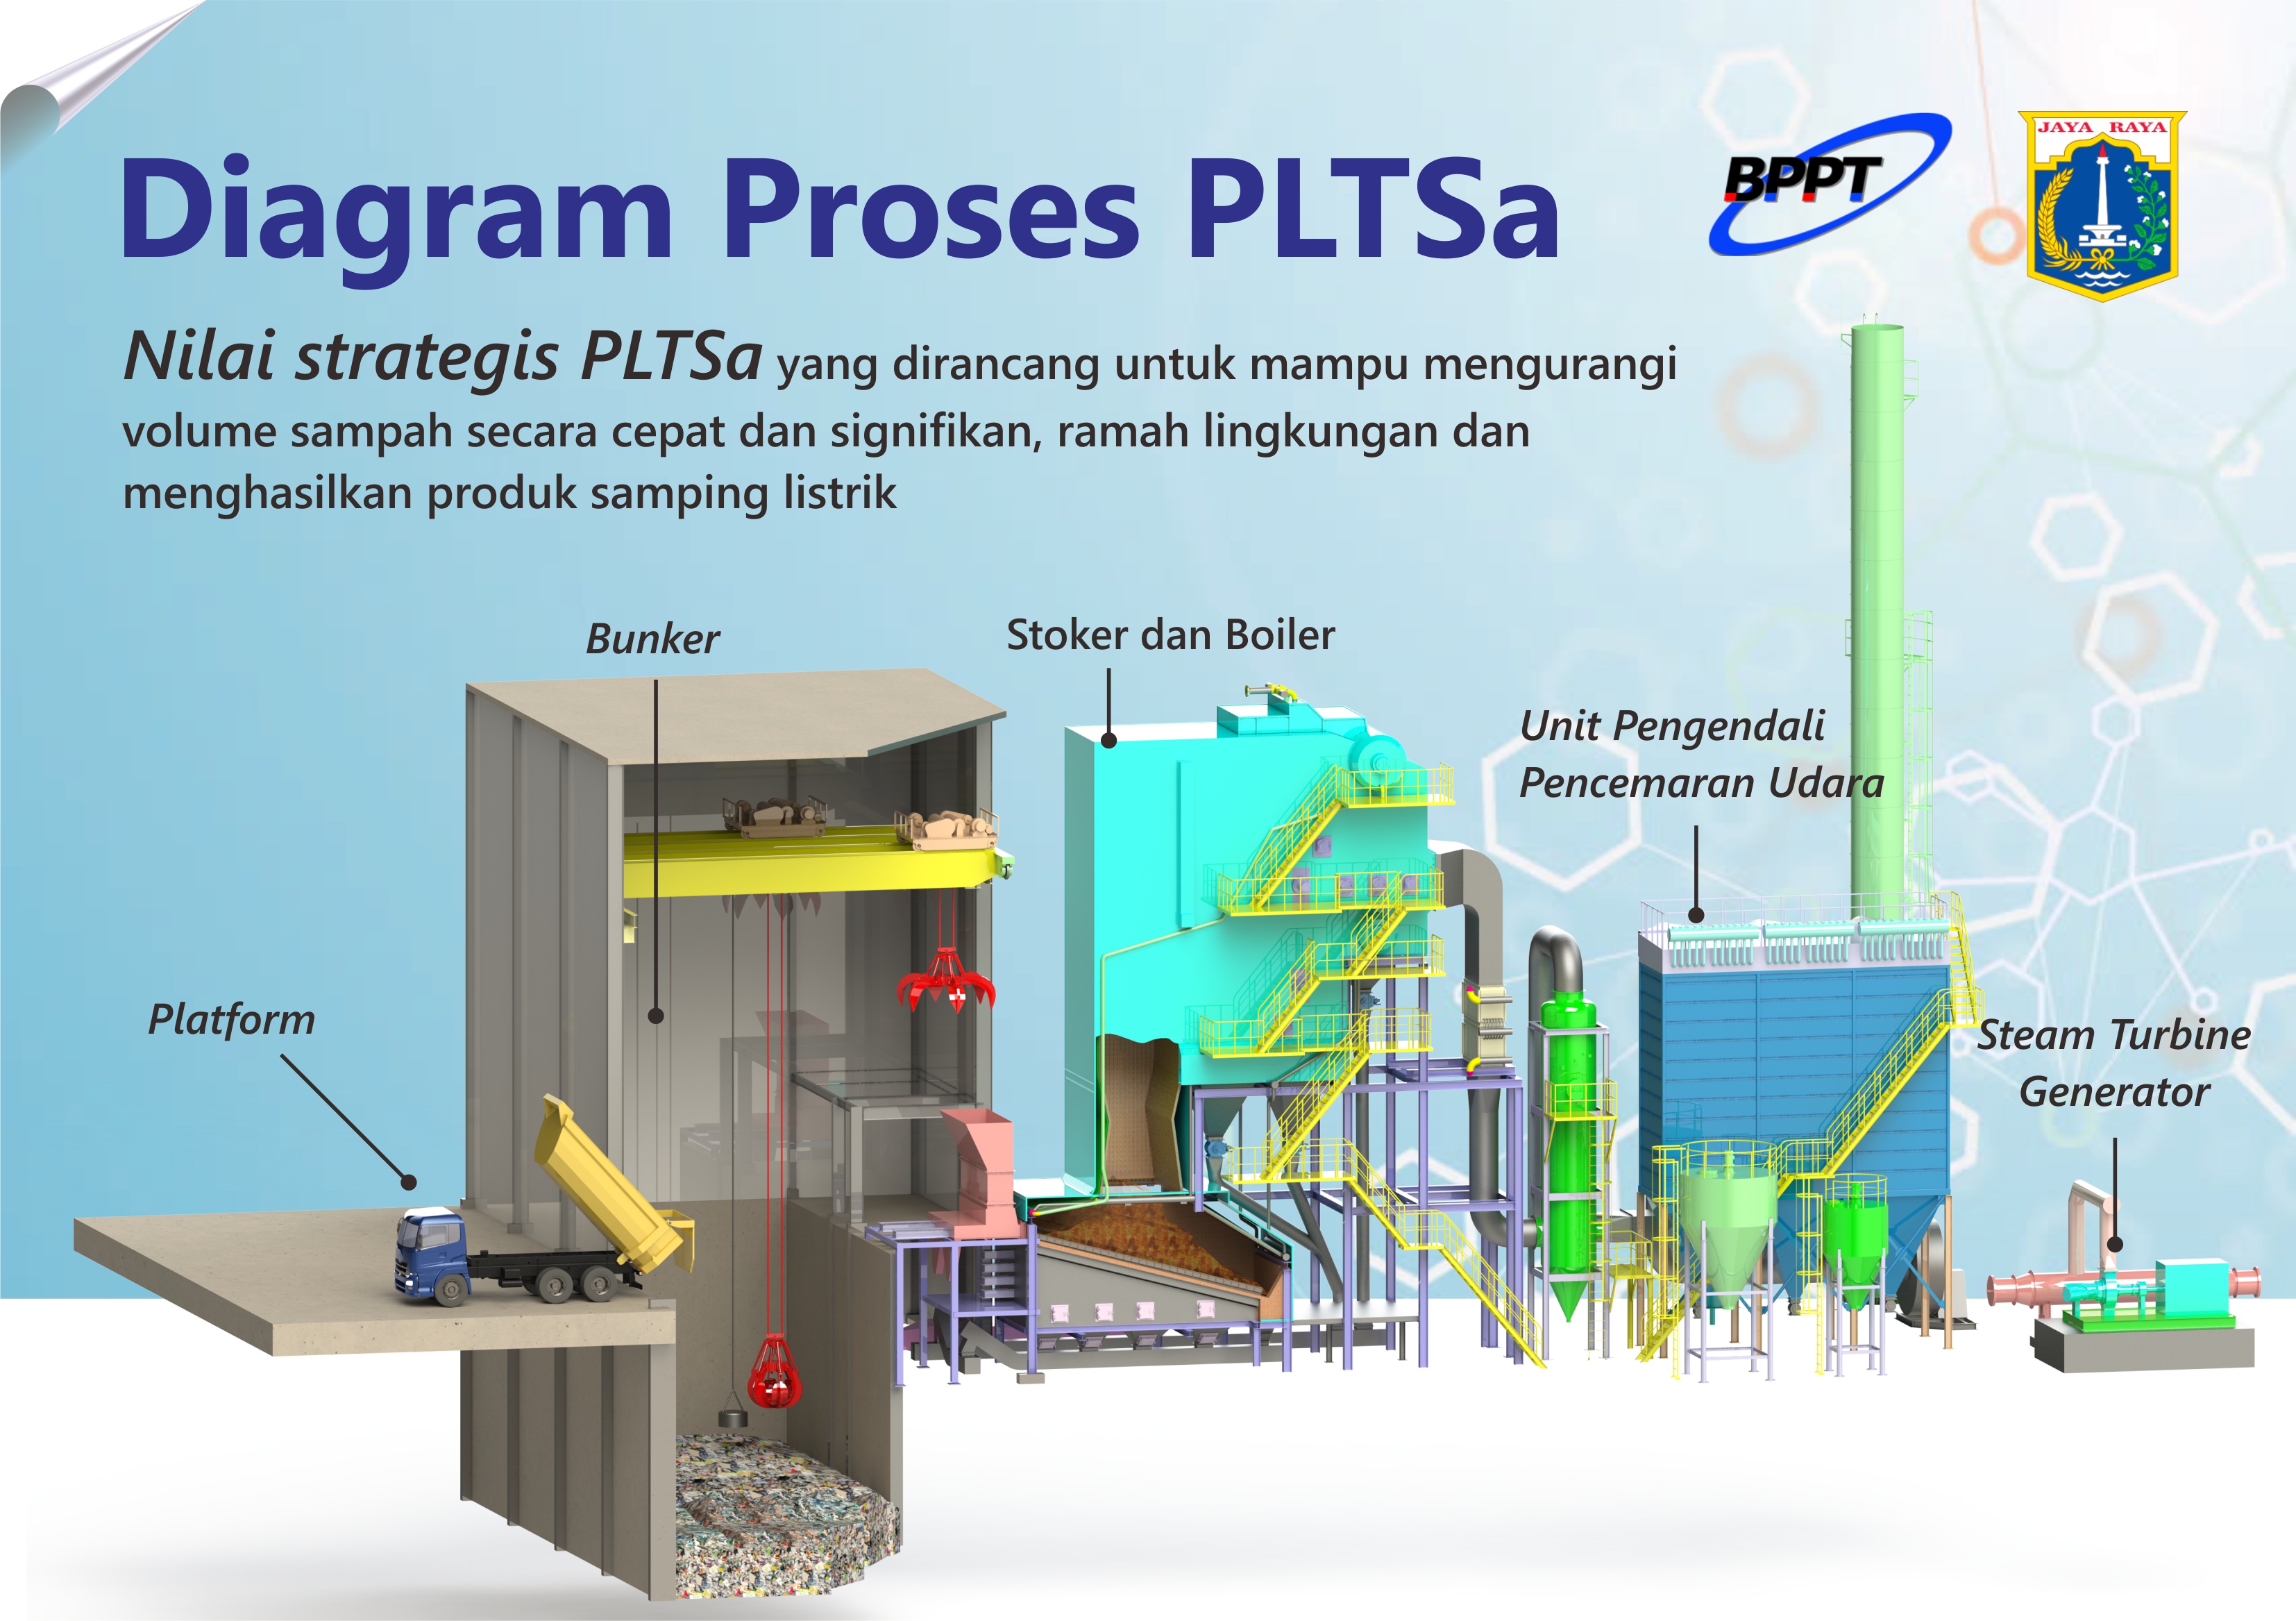 Diagram Proses PLTSa
BPPT
JAYA RAYA
Nilai strategis PLTSa yang dirancang untuk mampu mengurangi
volume sampah secara cepat dan signifikan, ramah lingkungan dan
menghasilkan produk samping listrik
Bunker
Stoker dan Boiler
Unit Pengendali
Pencemaran Udara
Platform
Steam Turbine
Generator